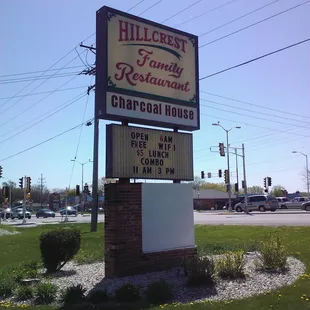 HILLCREST
Family
Restaurant
Charcoal House
OPEN 6AM
FREE WIFI
$5 LUNCH
COMBO
11 AM 3 PM